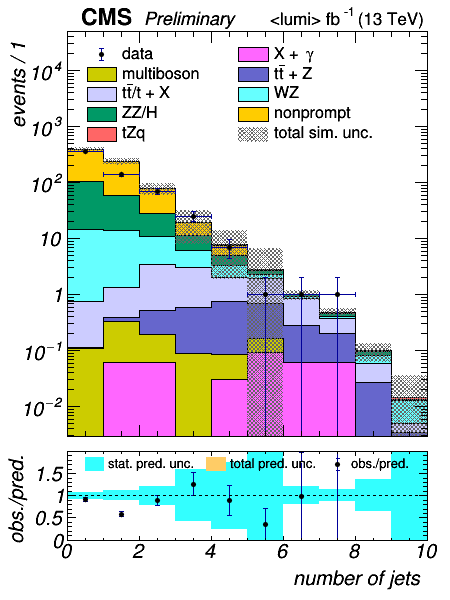 CMS Preliminary <lumi> fb⁻¹ (13 TeV)
events / 1
data
X + γ
multiboson
tt̄ + Z
tt̄/t + X
WZ
ZZ/H
nonprompt
tZq
total sim. unc.
10⁴
10³
10²
10
1
10⁻¹
10⁻²
obs./pred.
stat. pred. unc.
total pred. unc.
obs./pred.
1.5
1
0.5
0
0 2 4 6 8 10
number of jets